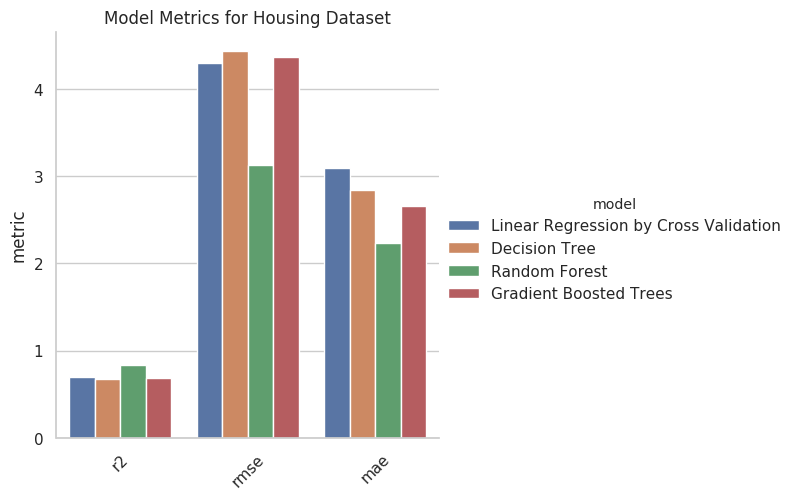 Model Metrics for Housing Dataset
4
3
2
1
0
metric
r2
rmse
mae
model
Linear Regression by Cross Validation
Decision Tree
Random Forest
Gradient Boosted Trees